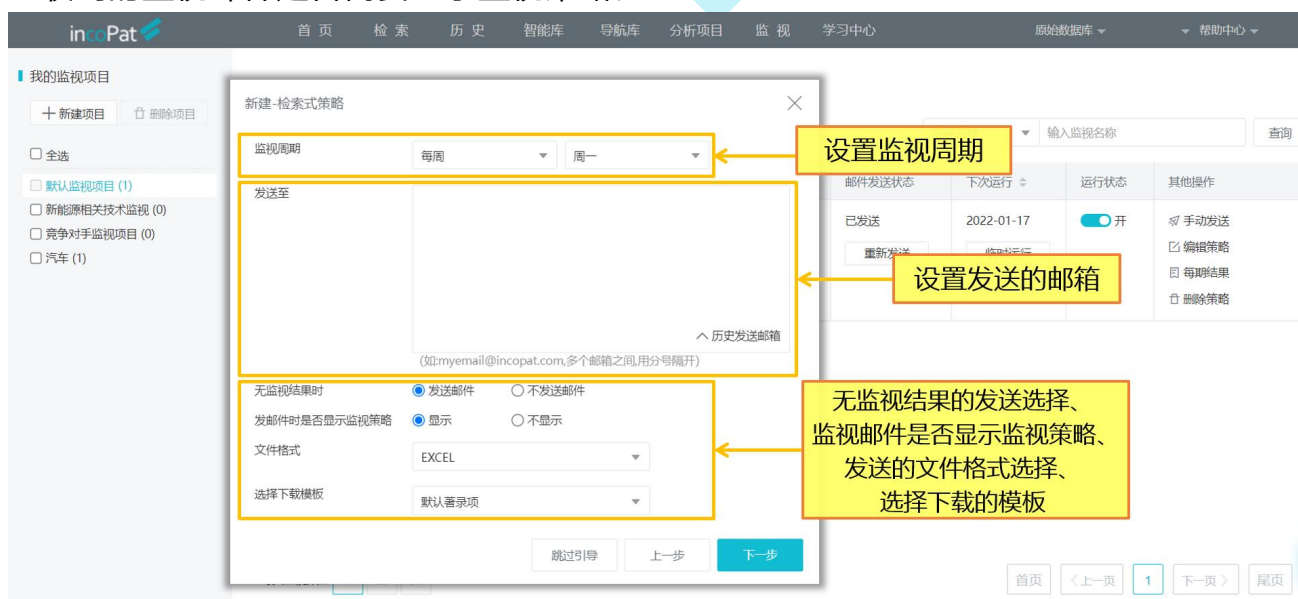 incoPat
首 页
检 索
历 史
智能库
导航库
分析项目
监 视
学习中心
原始数据库
帮助中心
我的监视项目
新建项目
删除项目
全选
默认监视项目 (1)
新能源相关技术监视 (0)
竞争对手监视项目 (0)
汽车 (1)
新建-检索式策略
监视周期
每周
周一
设置监视周期
发送至
历史发送邮箱
(如:myemail@incopat.com,多个邮箱之间,用分号隔开)
设置发送的邮箱
无监视结果时
发送邮件
不发送邮件
发邮件时是否显示监视策略
显示
不显示
文件格式
EXCEL
选择下载模板
默认著录项
无监视结果的发送选择、
监视邮件是否显示监视策略、
发送的文件格式选择、
选择下载的模板
跳过引导
上一步
下一步
输入监视名称
查询
邮件发送状态
下次运行
运行状态
其他操作
已发送
2022-01-17
开
手动发送
重新发送
临时运行
编辑策略
每期结果
删除策略
首页
<上一页
1
下一页>
尾页